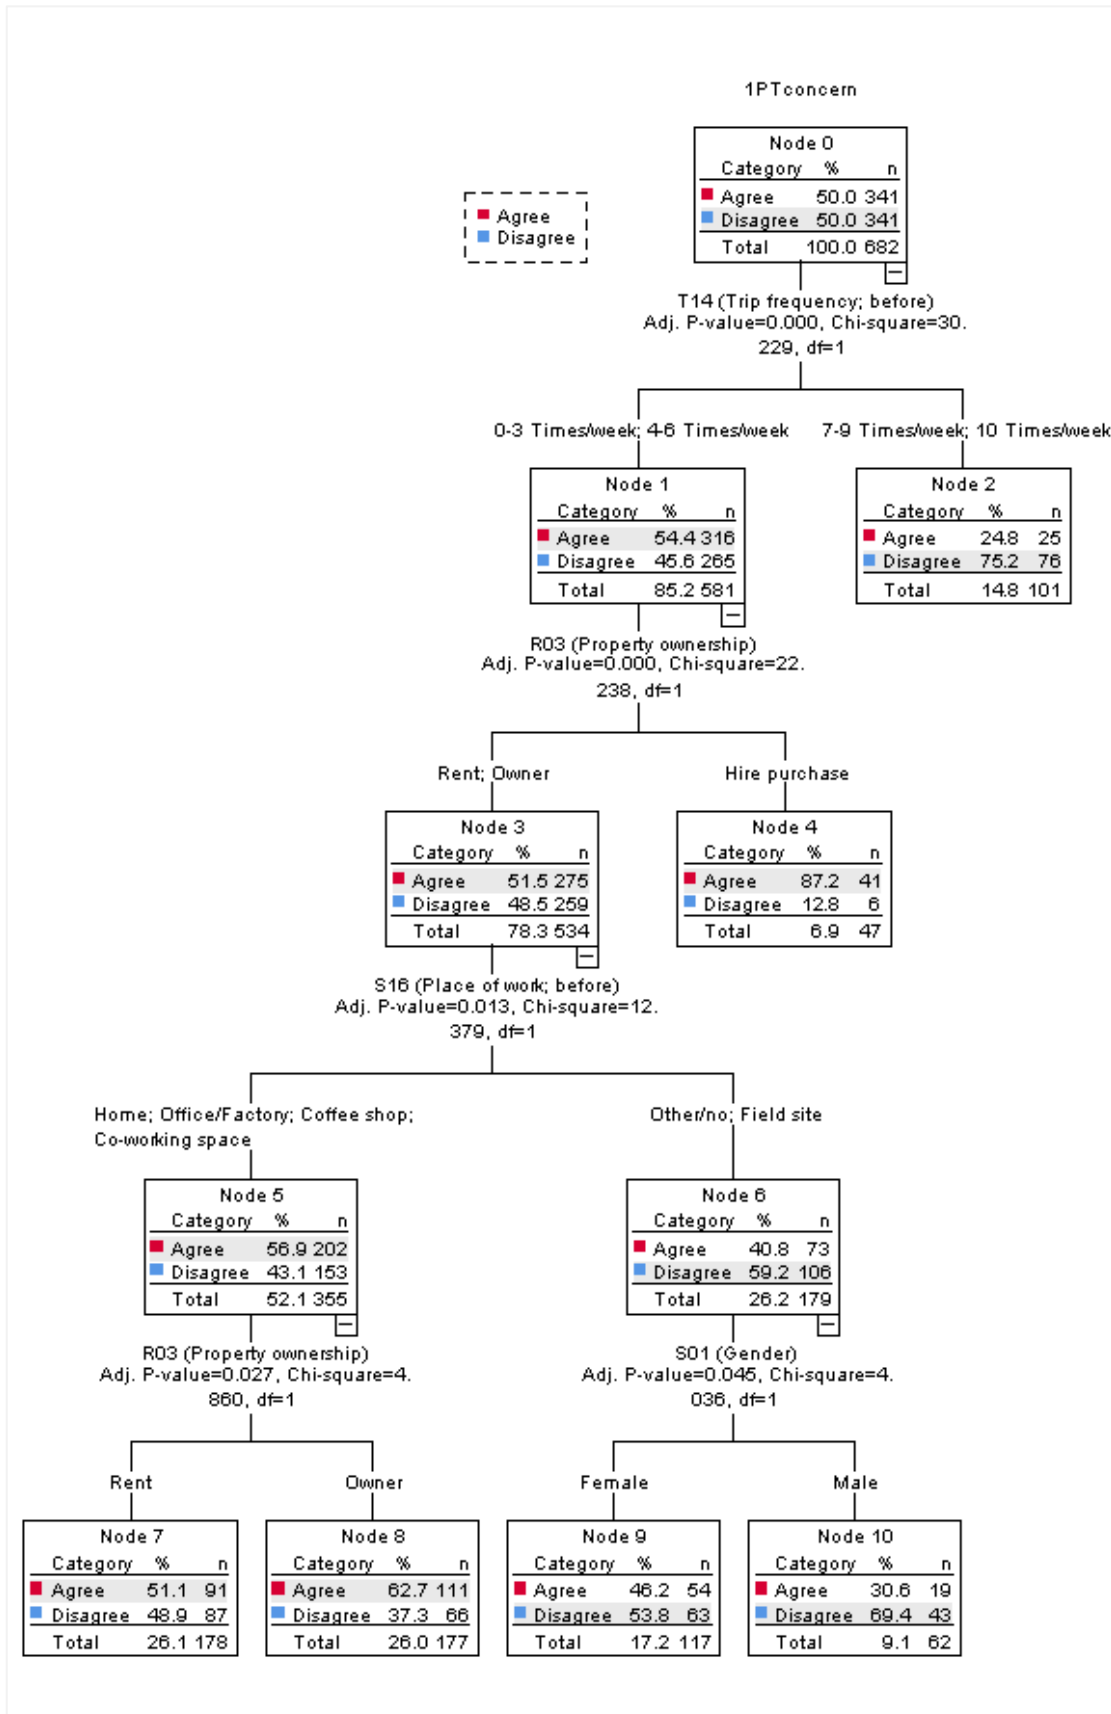 1PTconcern
Node 0
Category % n
Agree 50.0 341
Disagree 50.0 341
Total 100.0 682
Agree
Disagree
T14 (Trip frequency; before)
Adj. P-value=0.000, Chi-square=30.
229, df=1
0-3 Times/week; 4-6 Times/week
7-9 Times/week; 10 Times/week
Node 1
Category % n
Agree 54.4 316
Disagree 45.6 265
Total 85.2 581
Node 2
Category % n
Agree 24.8 25
Disagree 75.2 76
Total 14.8 101
R03 (Property ownership)
Adj. P-value=0.000, Chi-square=22.
238, df=1
Rent; Owner
Hire purchase
Node 3
Category % n
Agree 51.5 275
Disagree 48.5 259
Total 78.3 534
Node 4
Category % n
Agree 87.2 41
Disagree 12.8 6
Total 6.9 47
S16 (Place of work; before)
Adj. P-value=0.013, Chi-square=12.
379, df=1
Home; Office/Factory; Coffee shop;
Co-working space
Other/no; Field site
Node 5
Category % n
Agree 56.9 202
Disagree 43.1 153
Total 52.1 355
Node 6
Category % n
Agree 40.8 73
Disagree 59.2 106
Total 26.2 179
R03 (Property ownership)
Adj. P-value=0.027, Chi-square=4.
860, df=1
S01 (Gender)
Adj. P-value=0.045, Chi-square=4.
036, df=1
Rent
Owner
Female
Male
Node 7
Category % n
Agree 51.1 91
Disagree 48.9 87
Total 26.1 178
Node 8
Category % n
Agree 62.7 111
Disagree 37.3 66
Total 26.0 177
Node 9
Category % n
Agree 46.2 54
Disagree 53.8 63
Total 17.2 117
Node 10
Category % n
Agree 30.6 19
Disagree 69.4 43
Total 9.1 62